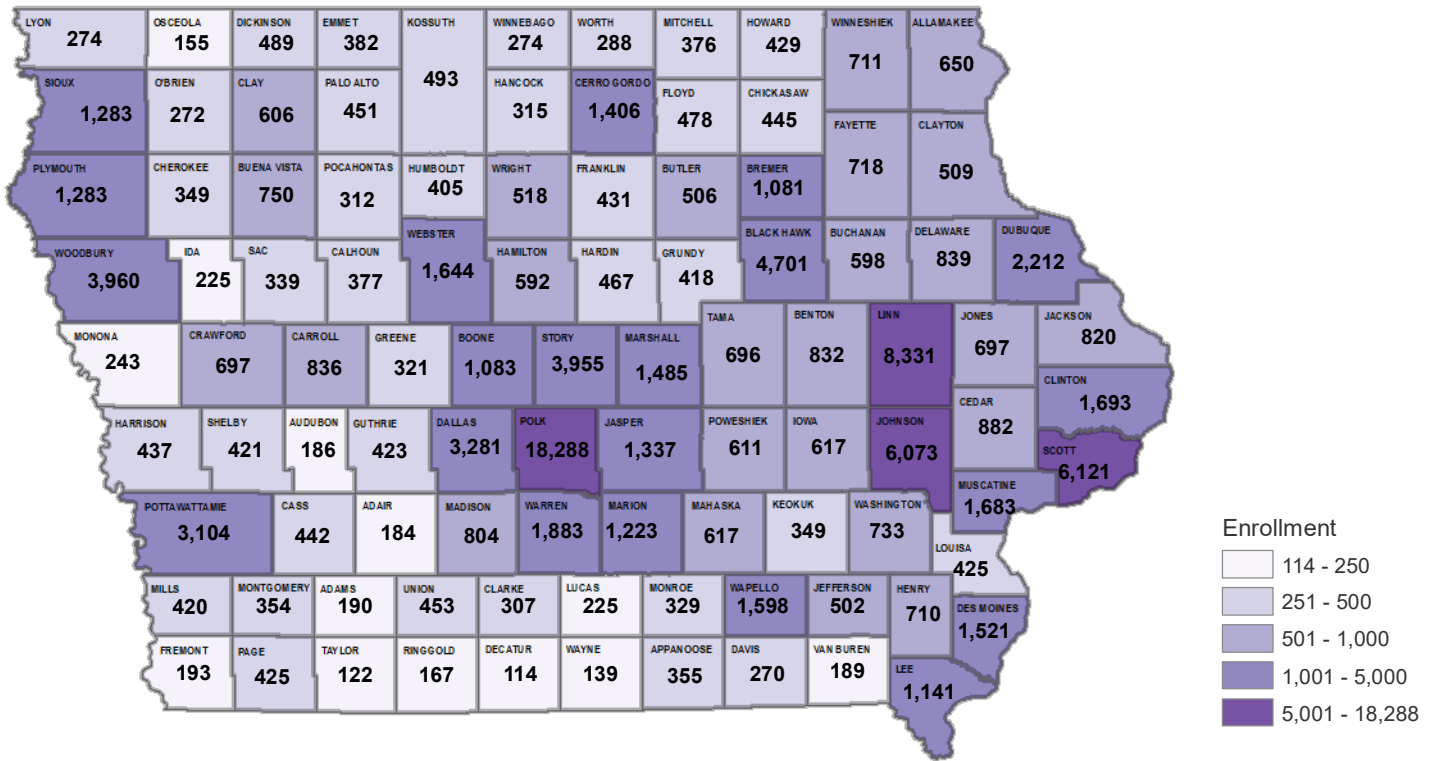 LYON
274
OSCEOLA
155
DICKINSON
489
EMMET
382
KOSSUTH
493
WINNEBAGO
274
WORTH
288
MITCHELL
376
HOWARD
429
WINNESHIEK
711
ALLAMAKEE
650
SIOUX
1,283
O'BRIEN
272
CLAY
606
PALO ALTO
451
HANCOCK
315
CERRO GORDO
1,406
FLOYD
478
CHICKASAW
445
FAYETTE
718
CLAYTON
509
PLYMOUTH
1,283
CHEROKEE
349
BUENA VISTA
750
POCAHONTAS
312
HUMBOLDT
405
WRIGHT
518
FRANKLIN
431
BUTLER
506
BREMER
1,081
WOODBURY
3,960
IDA
225
SAC
339
CALHOUN
377
WEBSTER
1,644
HAMILTON
592
HARDIN
467
GRUNDY
418
BLACK HAWK
4,701
BUCHANAN
598
DELAWARE
839
DUBUQUE
2,212
MONONA
243
CRAWFORD
697
CARROLL
836
GREENE
321
BOONE
1,083
STORY
3,955
MARSHALL
1,485
TAMA
696
BENTON
832
LINN
8,331
JONES
697
JACKSON
820
CLINTON
1,693
HARRISON
437
SHELBY
421
AUDUBON
186
GUTHRIE
423
DALLAS
3,281
POLK
18,288
JASPER
1,337
POWESHIEK
611
IOWA
617
JOHNSON
6,073
CEDAR
882
SCOTT
6,121
POTTAWATTAMIE
3,104
CASS
442
ADAIR
184
MADISON
804
WARREN
1,883
MARION
1,223
MAHASKA
617
KEOKUK
349
WASHINGTON
733
MUSCATINE
1,683
LOUISA
425
MILLS
420
MONTGOMERY
354
ADAMS
190
UNION
453
CLARKE
307
LUCAS
225
MONROE
329
WAPELLO
1,598
JEFFERSON
502
HENRY
710
DES MOINES
1,521
FREMONT
193
PAGE
425
TAYLOR
122
RINGGOLD
167
DECATUR
114
WAYNE
139
APPANOOSE
355
DAVIS
270
VAN BUREN
189
LEE
1,141
Enrollment
114 - 250
251 - 500
501 - 1,000
1,001 - 5,000
5,001 - 18,288